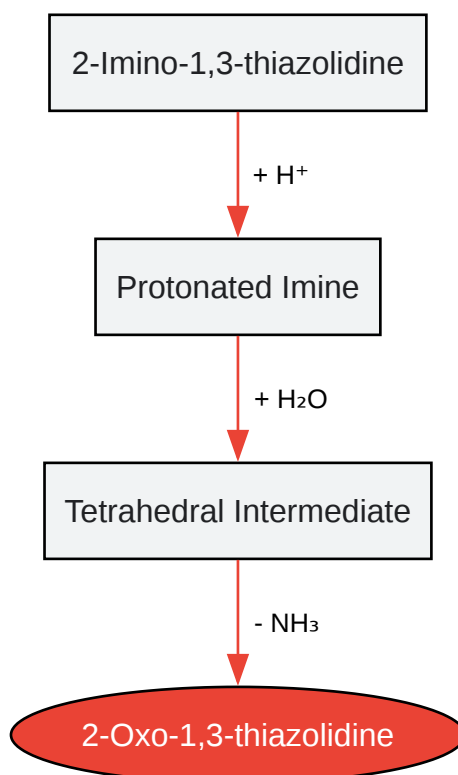 2-Imino-1,3-thiazolidine
+ H⁺
Protonated Imine
+ H₂O
Tetrahedral Intermediate
- NH₃
2-Oxo-1,3-thiazolidine